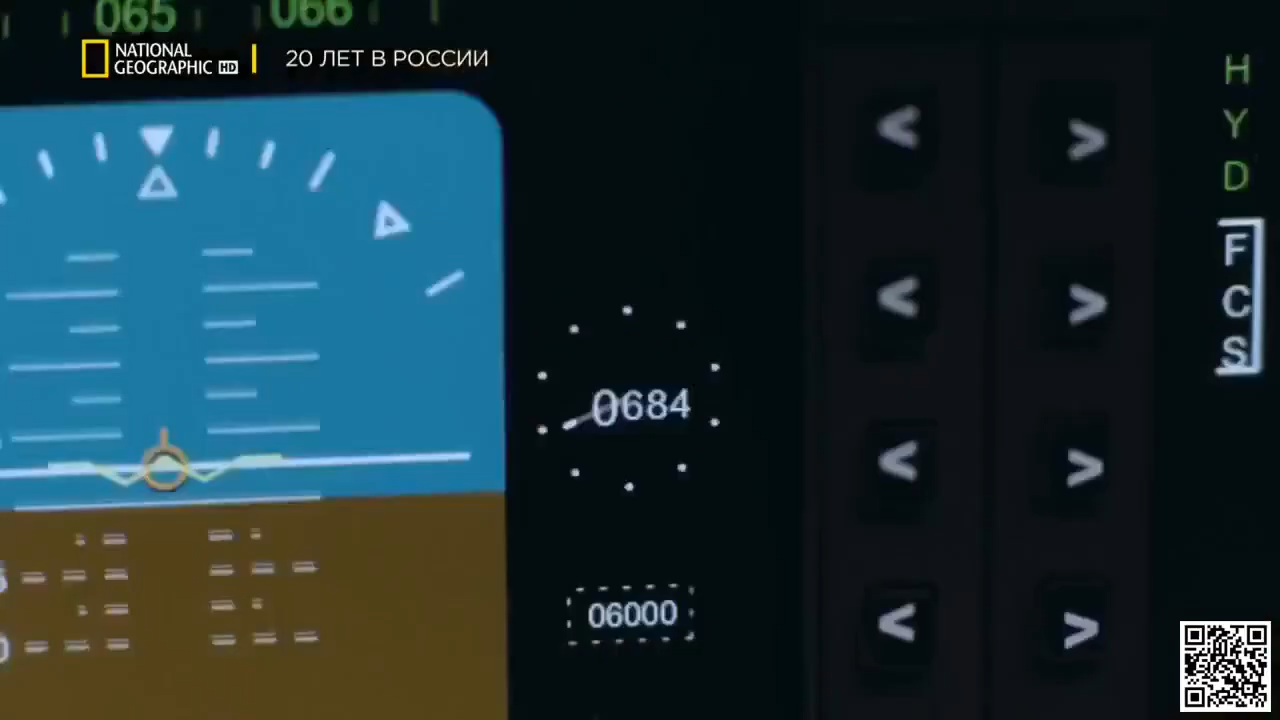 065 066
NATIONAL
GEOGRAPHIC HD
20 ЛЕТ В РОССИИ
H
Y
D
F
C
S
< >
< >
0684
< >
06000
< >